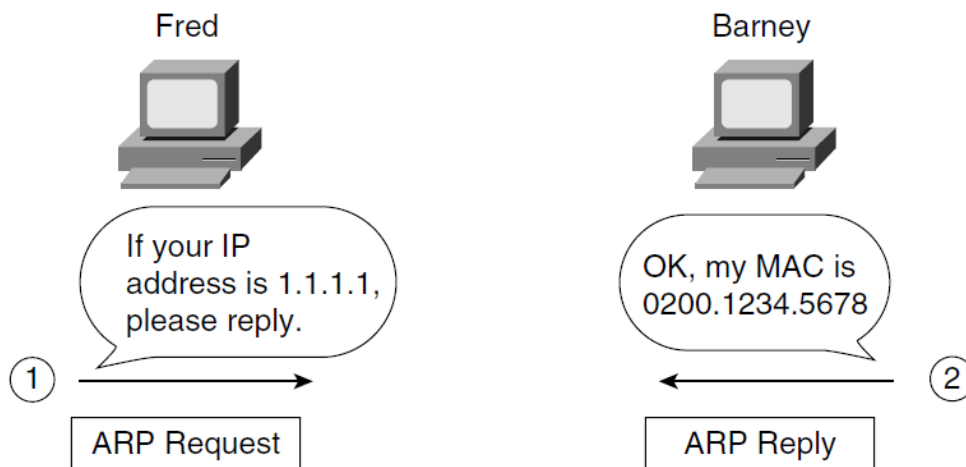 Fred
Barney
If your IP
address is 1.1.1.1,
please reply.
OK, my MAC is
0200.1234.5678
1
2
ARP Request
ARP Reply